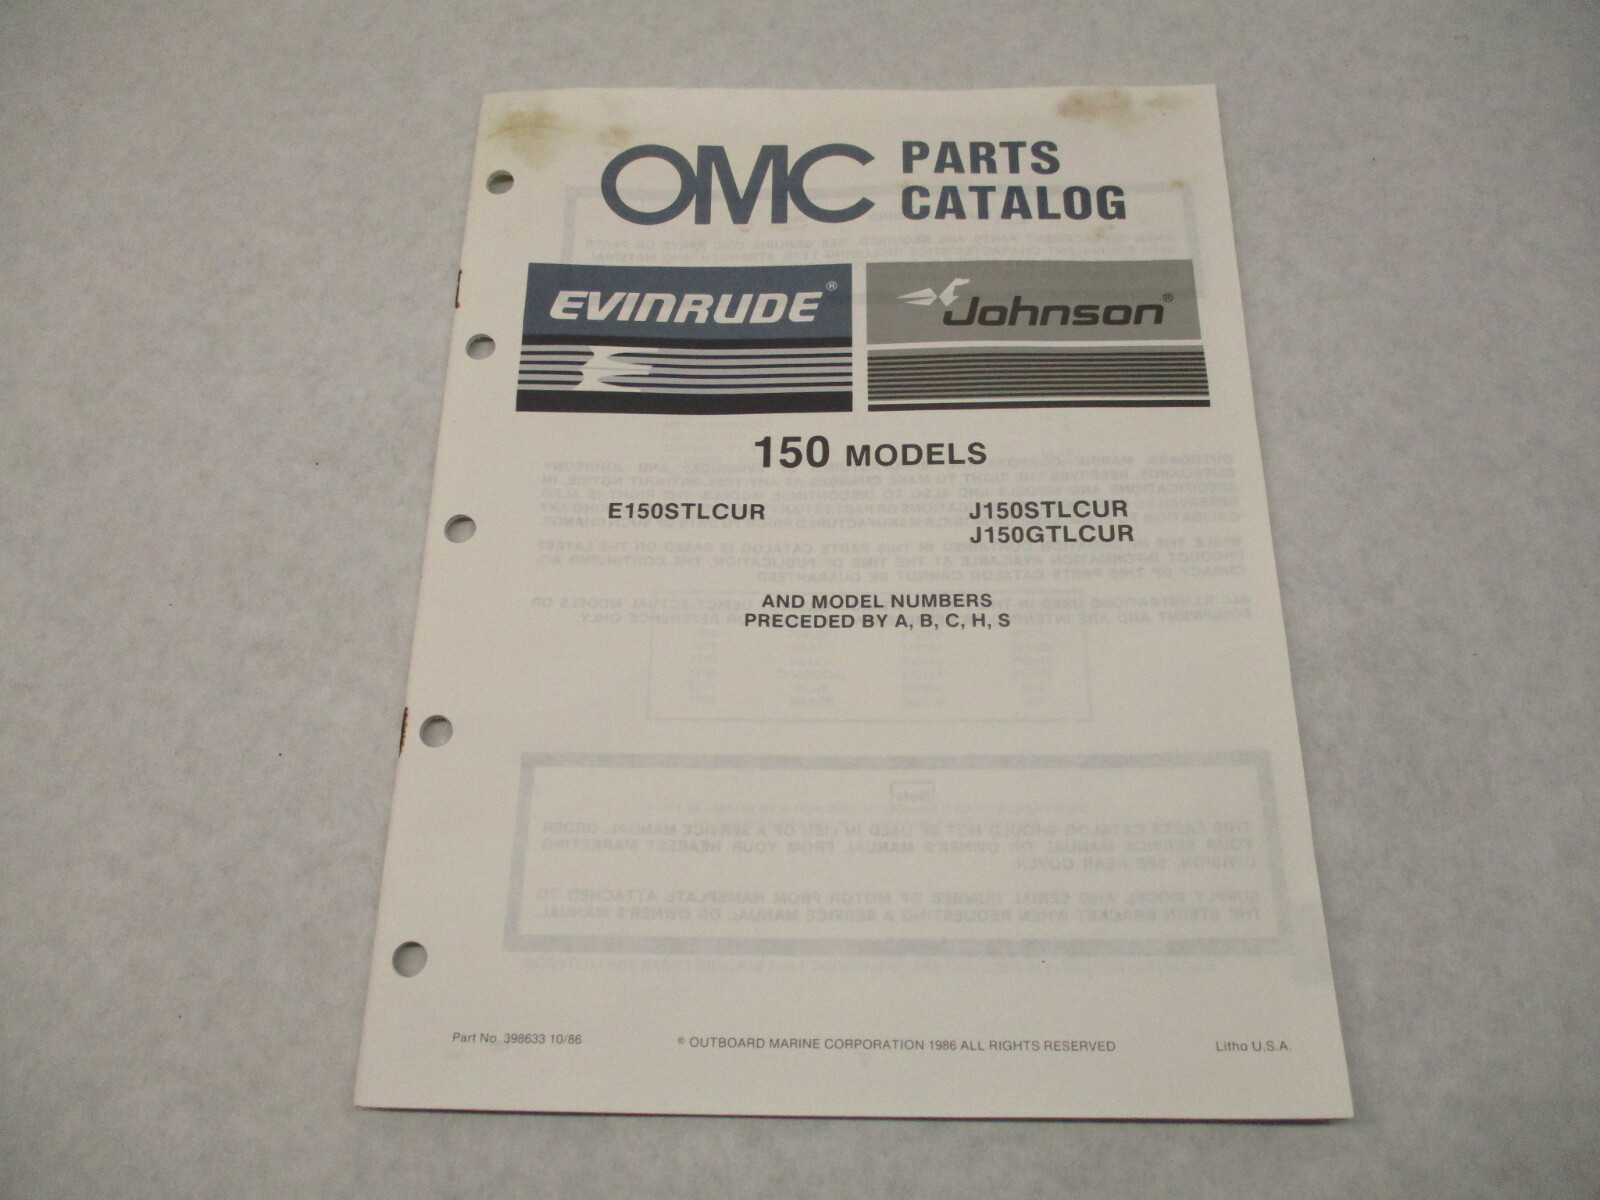 OMC PARTS CATALOG
EVINRUDE®
Johnson®
150 MODELS
E150STLCUR
J150STLCUR
J150GTLCUR
AND MODEL NUMBERS
PRECEDED BY A, B, C, H, S
Part No. 398633 10/86
© OUTBOARD MARINE CORPORATION 1986 ALL RIGHTS RESERVED
Litho U.S.A.